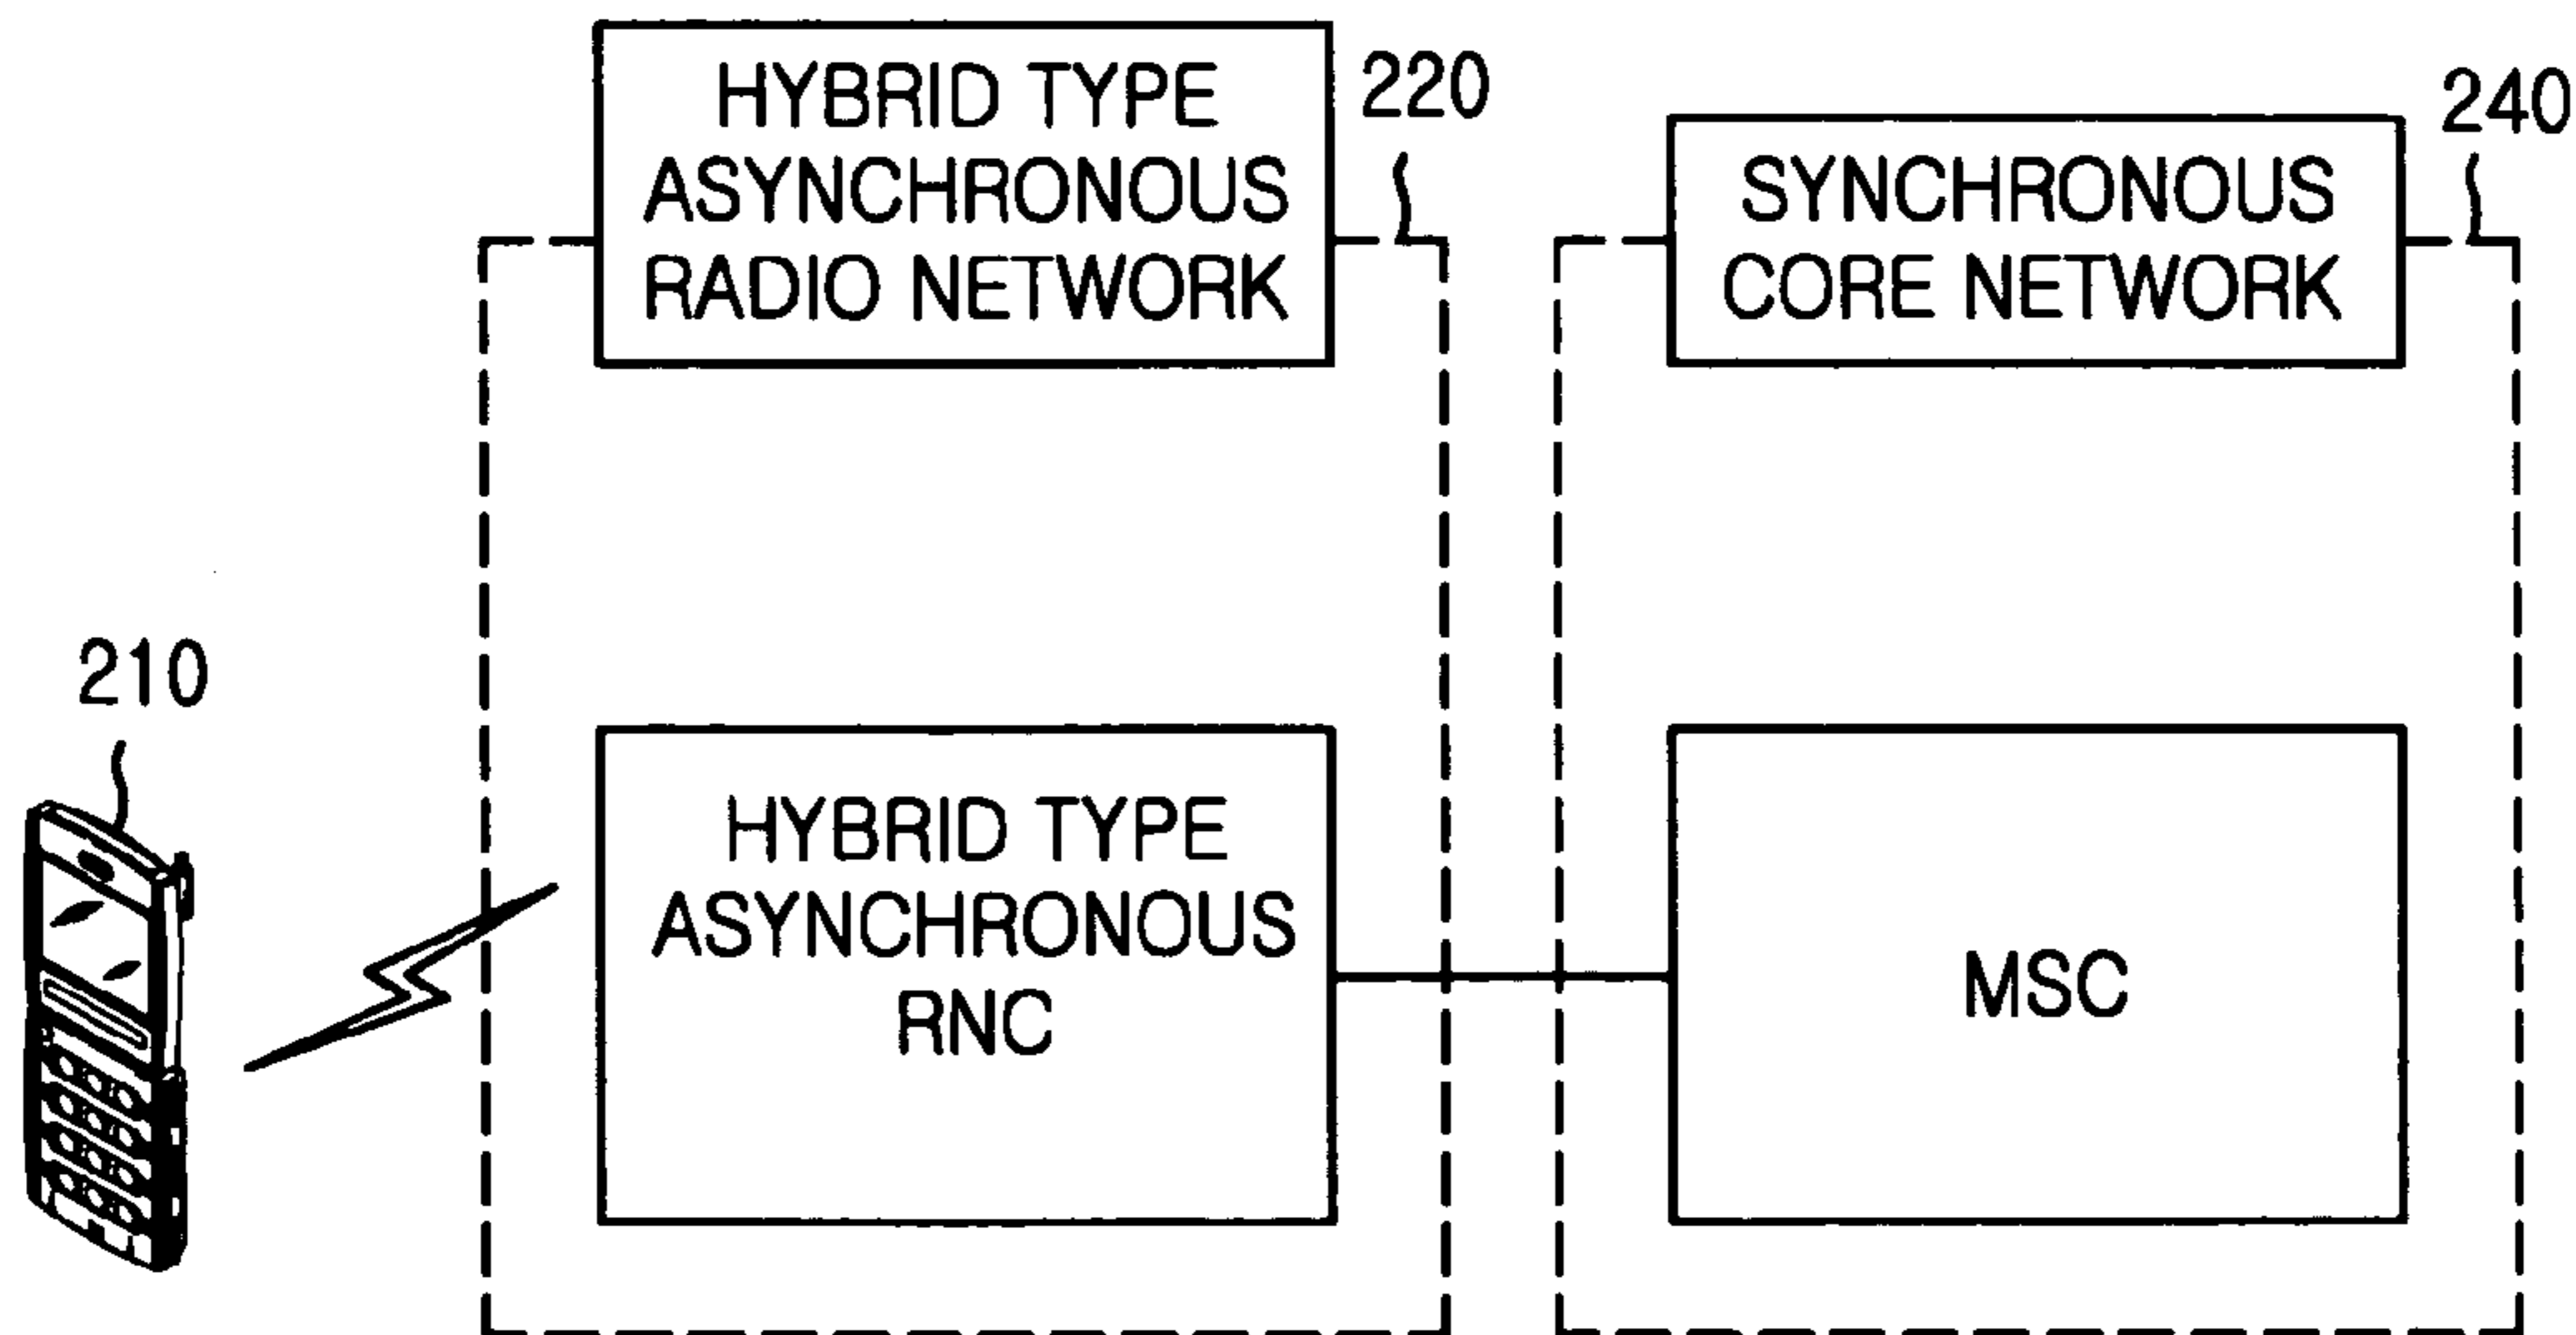 HYBRID TYPE
ASYNCHRONOUS
RADIO NETWORK
220
SYNCHRONOUS
CORE NETWORK
240
210
HYBRID TYPE
ASYNCHRONOUS
RNC
MSC